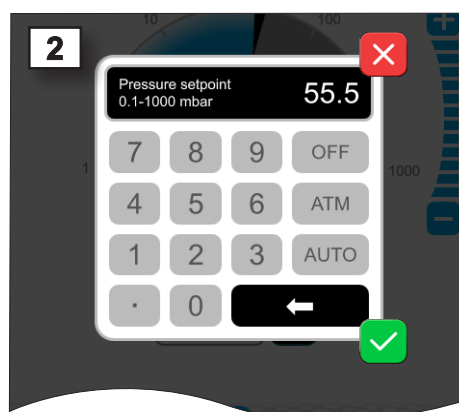 2
10
100
Pressure setpoint
0.1-1000 mbar
55.5
7 8 9 OFF
1
1000
4 5 6 ATM
1 2 3 AUTO
. 0